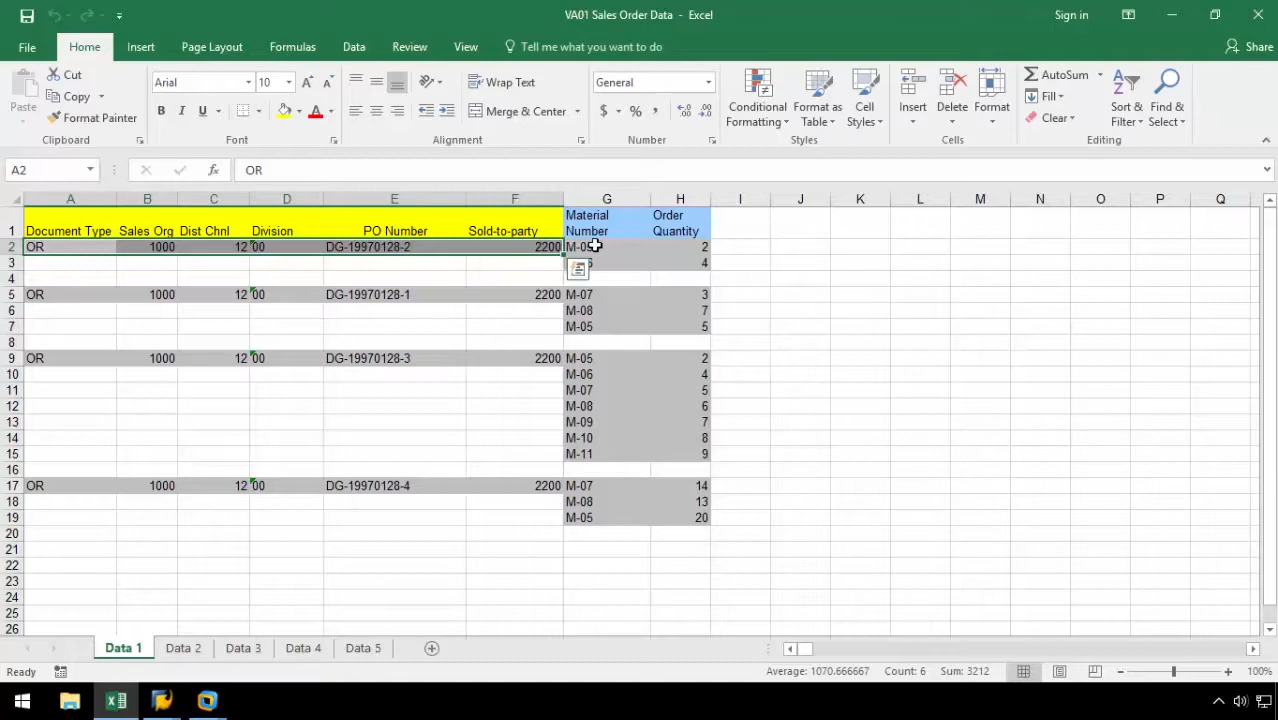 VA01 Sales Order Data - Excel
Sign in
File Home Insert Page Layout Formulas Data Review View Tell me what you want to do Share
Paste
Cut
Copy
Format Painter
Clipboard
Arial 10
B I U
Font
Wrap Text
Merge & Center
Alignment
General
$ % ,
Number
Conditional Formatting
Format as Table
Cell Styles
Styles
Insert Delete Format
Cells
AutoSum
Fill
Clear
Sort & Filter
Find & Select
Editing
A2 fx OR
A B C D E F G H I J K L M N O P Q
1 Document Type Sales Org Dist Chnl Division PO Number Sold-to-party Material Number Order Quantity
2 OR 1000 12 00 DG-19970128-2 2200 2
3 4
4
5 OR 1000 12 00 DG-19970128-1 2200 M-07 3
6 M-08 7
7 M-05 5
8
9 OR 1000 12 00 DG-19970128-3 2200 M-05 2
10 M-06 4
11 M-07 5
12 M-08 6
13 M-09 7
14 M-10 8
15 M-11 9
16
17 OR 1000 12 00 DG-19970128-4 2200 M-07 14
18 M-08 13
19 M-05 20
20
21
22
23
24
25
26
Data 1 Data 2 Data 3 Data 4 Data 5
Ready Average: 1070.666667 Count: 6 Sum: 3212 100%